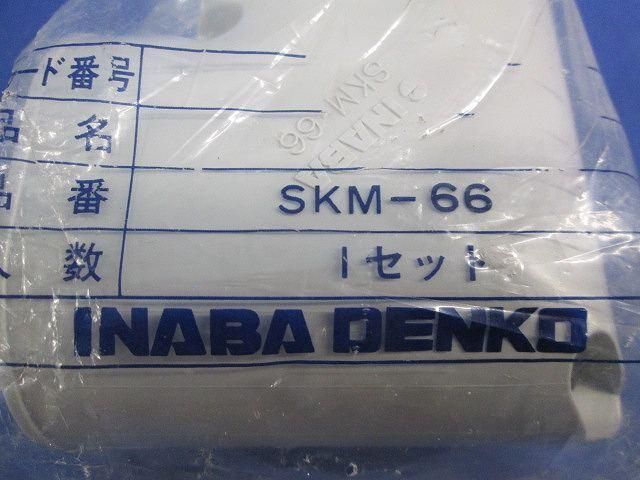 ード番号
品名
品番 SKM-66
入数 1セット
INABA DENKO
INABA
SKM-66